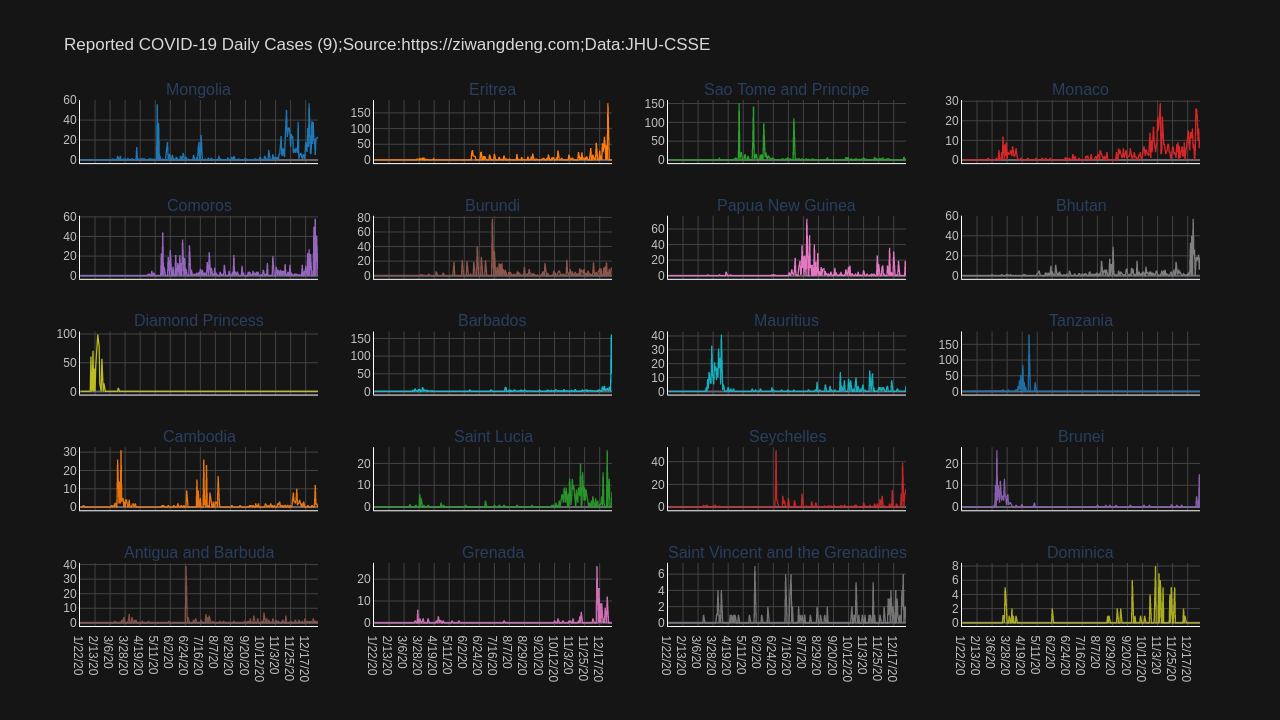 Reported COVID-19 Daily Cases (9);Source:https://ziwangdeng.com;Data:JHU-CSSE
Mongolia Eritrea Sao Tome and Principe Monaco
60 40 20 0
150 100 50 0
150 100 50 0
30 20 10 0
Comoros Burundi Papua New Guinea Bhutan
60 40 20 0
80 60 40 20 0
60 40 20 0
60 40 20 0
Diamond Princess Barbados Mauritius Tanzania
100 50 0
150 100 50 0
40 30 20 10 0
150 100 50 0
Cambodia Saint Lucia Seychelles Brunei
30 20 10 0
20 10 0
40 20 0
20 10 0
Antigua and Barbuda Grenada Saint Vincent and the Grenadines Dominica
40 30 20 10 0
20 10 0
6 4 2 0
8 6 4 2 0
1/22/20 2/13/20 3/6/20 3/28/20 4/19/20 5/11/20 6/2/20 6/24/20 7/16/20 8/7/20 8/29/20 9/20/20 10/12/20 11/3/20 11/25/20 12/17/20
1/22/20 2/13/20 3/6/20 3/28/20 4/19/20 5/11/20 6/2/20 6/24/20 7/16/20 8/7/20 8/29/20 9/20/20 10/12/20 11/3/20 11/25/20 12/17/20
1/22/20 2/13/20 3/6/20 3/28/20 4/19/20 5/11/20 6/2/20 6/24/20 7/16/20 8/7/20 8/29/20 9/20/20 10/12/20 11/3/20 11/25/20 12/17/20
1/22/20 2/13/20 3/6/20 3/28/20 4/19/20 5/11/20 6/2/20 6/24/20 7/16/20 8/7/20 8/29/20 9/20/20 10/12/20 11/3/20 11/25/20 12/17/20